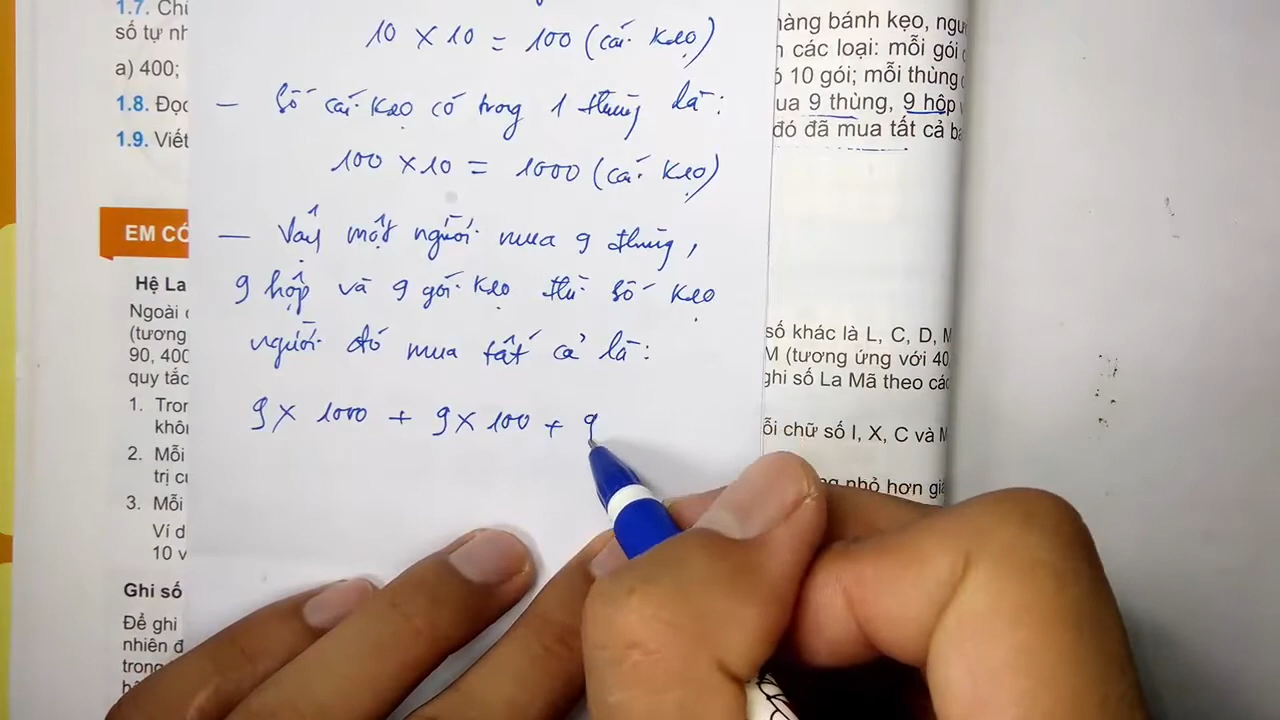 1.7. Chi
số tự nh
a) 400;
1.8. Đọc
1.9. Viết
10 × 10 = 100 (cái kẹo)
– Số cái kẹo có trong 1 thùng là:
100 × 10 = 1000 (cái kẹo)
– Vậy một người mua 9 thùng,
9 hộp và 9 gói kẹo thì số kẹo
người đó mua tất cả là:
9 × 1000 + 9 × 100 + 9
hàng bánh kẹo, ngư
n các loại: mỗi gói
ó 10 gói; mỗi thùng
ua 9 thùng, 9 hộp
đó đã mua tất cả b
EM CÓ
Hệ La
Ngoài
(tương
90, 400
quy tắc
1. Tron
khôn
2. Mỗi
trị củ
3. Mỗi
Ví d
10 v
Ghi số
Để ghi
nhiên đ
trong
số khác là L, C, D, M
M (tương ứng với 40
ghi số La Mã theo các
ỗi chữ số I, X, C và M
ng nhỏ hơn giá